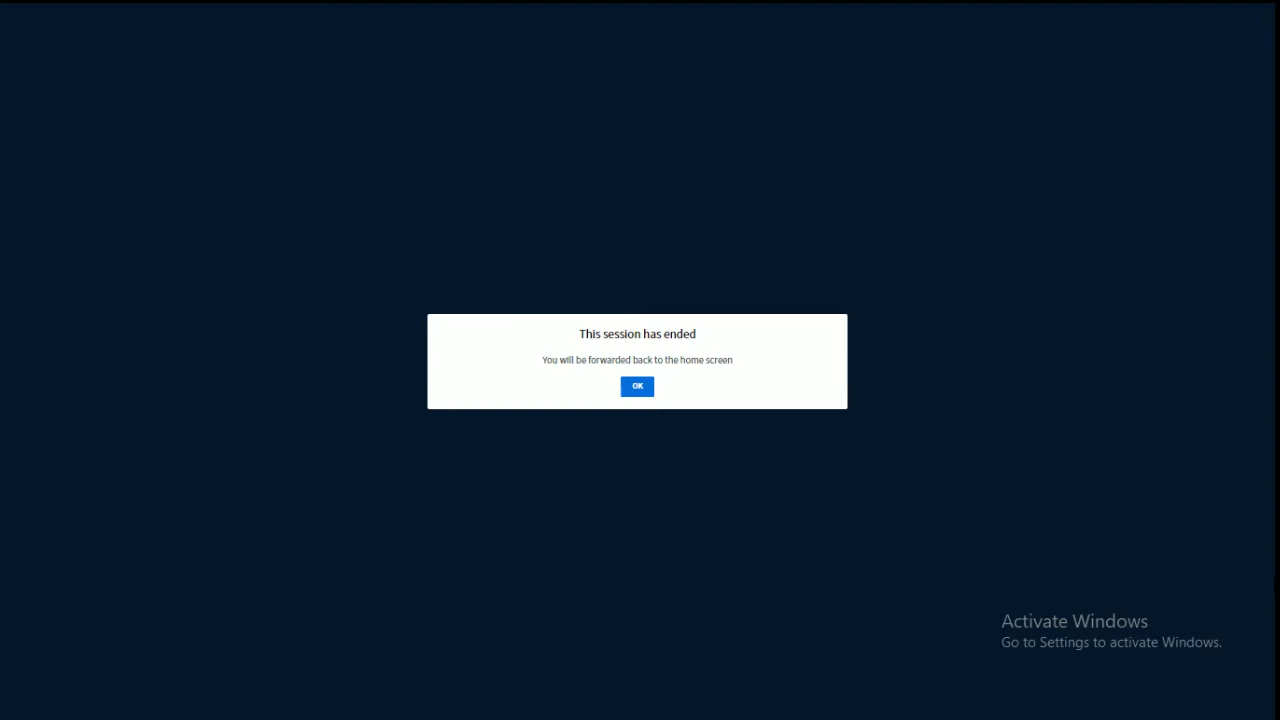 This session has ended
You will be forwarded back to the home screen
OK
Activate Windows
Go to Settings to activate Windows.